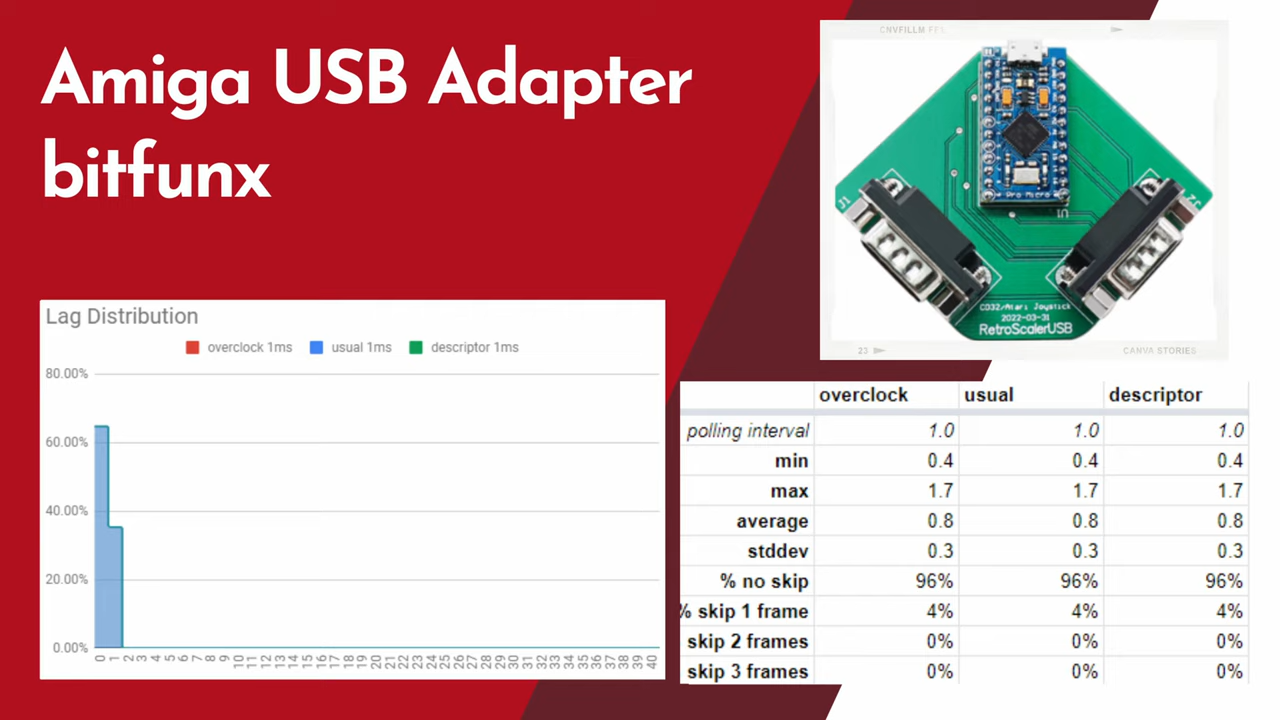 Amiga USB Adapter
bitfunx
CNVFILLM
J1
Pro Micro
CD32/Atari Joystick
2022-03-31
RetroScalerUSB
23
CANVA STORIES
Lag Distribution
overclock 1ms usual 1ms descriptor 1ms
80.00%
60.00%
40.00%
20.00%
0.00%
0 1 2 3 4 5 6 7 8 9 10 11 12 13 14 15 16 17 18 19 20 21 22 23 24 25 26 27 28 29 30 31 32 33 34 35 36 37 38 39 40
overclock usual descriptor
polling interval 1.0 1.0 1.0
min 0.4 0.4 0.4
max 1.7 1.7 1.7
average 0.8 0.8 0.8
stddev 0.3 0.3 0.3
% no skip 96% 96% 96%
% skip 1 frame 4% 4% 4%
skip 2 frames 0% 0% 0%
skip 3 frames 0% 0% 0%